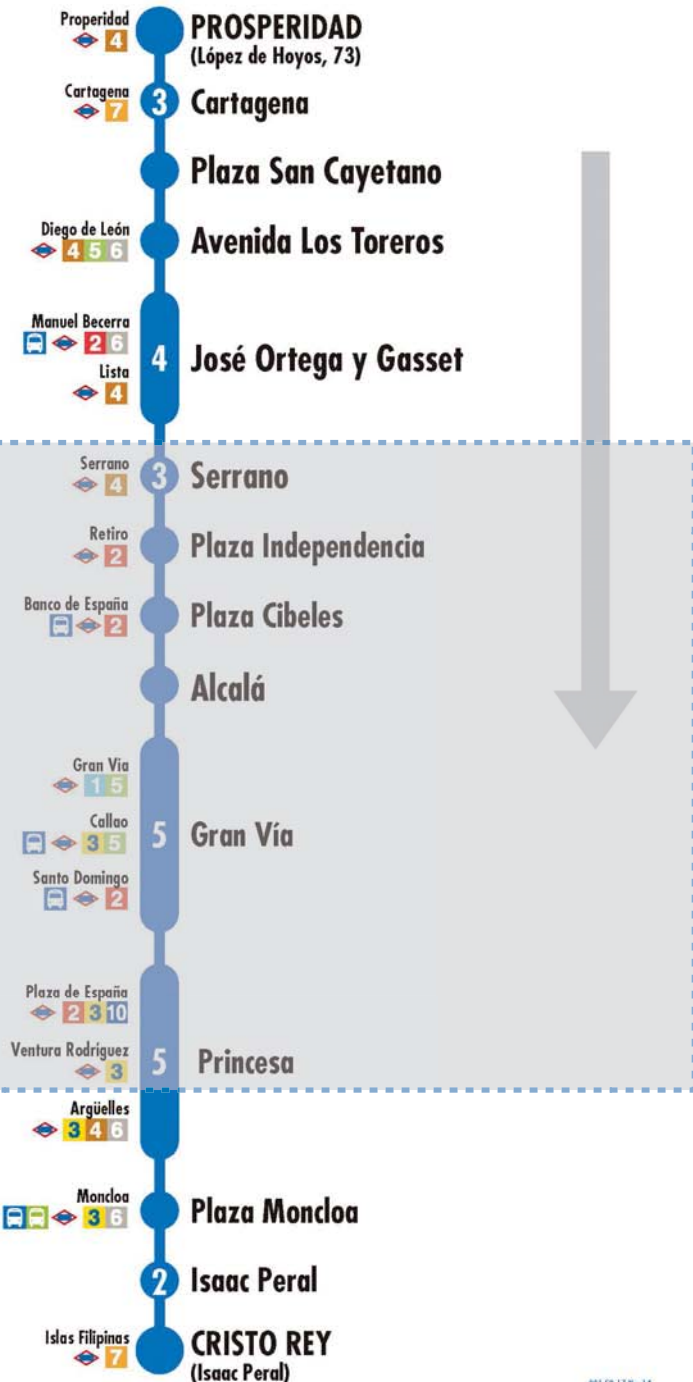 Properidad
4
PROSPERIDAD
(López de Hoyos, 73)
Cartagena
7
3
Cartagena
Plaza San Cayetano
Diego de León
4 5 6
Avenida Los Toreros
Manuel Becerra
2 6
Lista
4
4
José Ortega y Gasset
Serrano
4
3
Serrano
Retiro
2
Plaza Independencia
Banco de España
2
Plaza Cibeles
Alcalá
Gran Via
1 5
Callao
3 5
Santo Domingo
2
5
Gran Vía
Plaza de España
2 3 10
Ventura Rodríguez
3
5
Princesa
Argüelles
3 4 6
Moncloa
3 6
Plaza Moncloa
2
Isaac Peral
Islas Filipinas
7
CRISTO REY
(Isaac Peral)